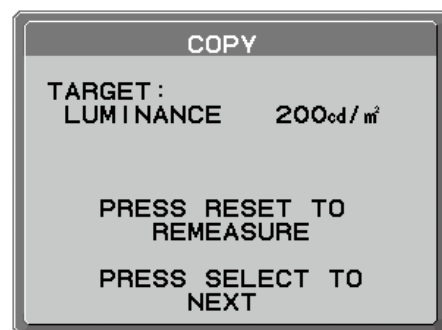 COPY
TARGET:
LUMINANCE 200cd/㎡
PRESS RESET TO
REMEASURE
PRESS SELECT TO
NEXT